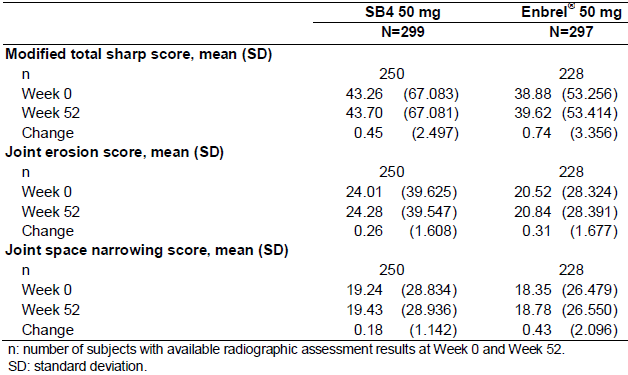 SB4 50 mg Enbrel® 50 mg
N=299 N=297
Modified total sharp score, mean (SD)
n 250 228
Week 0 43.26 (67.083) 38.88 (53.256)
Week 52 43.70 (67.081) 39.62 (53.414)
Change 0.45 (2.497) 0.74 (3.356)
Joint erosion score, mean (SD)
n 250 228
Week 0 24.01 (39.625) 20.52 (28.324)
Week 52 24.28 (39.547) 20.84 (28.391)
Change 0.26 (1.608) 0.31 (1.677)
Joint space narrowing score, mean (SD)
n 250 228
Week 0 19.24 (28.834) 18.35 (26.479)
Week 52 19.43 (28.936) 18.78 (26.550)
Change 0.18 (1.142) 0.43 (2.096)
n: number of subjects with available radiographic assessment results at Week 0 and Week 52.
SD: standard deviation.